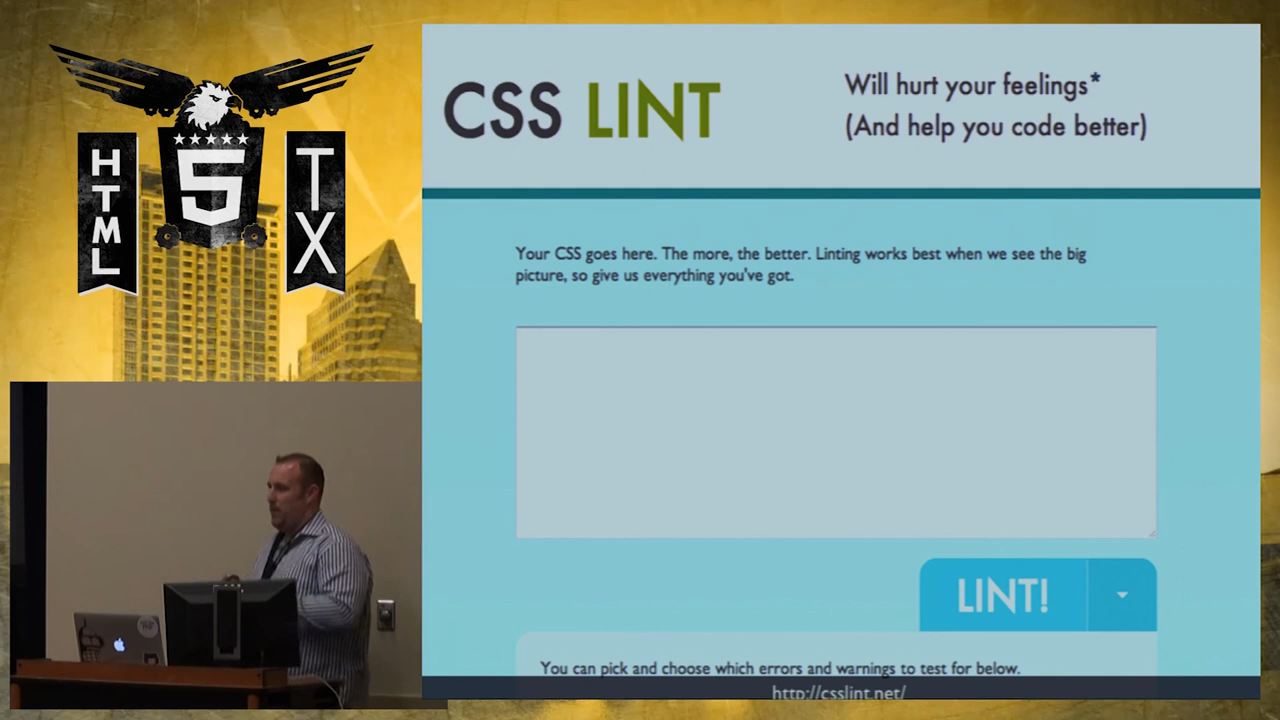 HTML
5
TX
CSS LINT
Will hurt your feelings*
(And help you code better)
Your CSS goes here. The more, the better. Linting works best when we see the big
picture, so give us everything you've got.
LINT!
You can pick and choose which errors and warnings to test for below.
http://csslint.net/